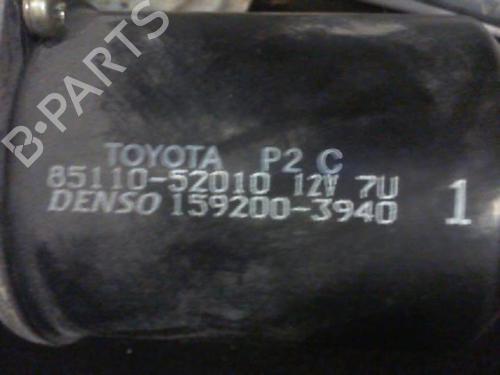 B-PARTS
TOYOTA P2 C
85110-52010 12V 7U
DENSO 159200-3940 1